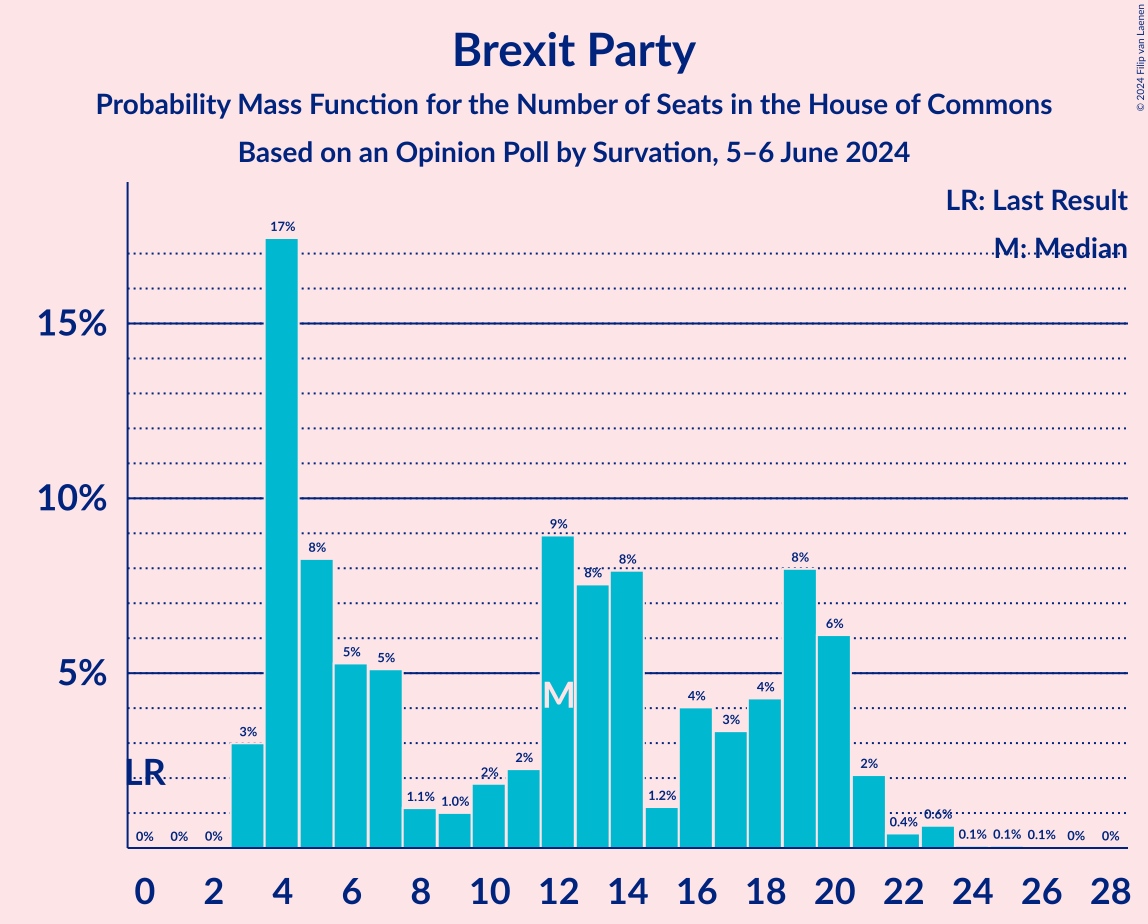 Brexit Party
Probability Mass Function for the Number of Seats in the House of Commons
Based on an Opinion Poll by Survation, 5–6 June 2024
© 2024 Filip van Laenen
LR: Last Result
M: Median
15%
10%
5%
LR
M
0% 0% 0% 3% 17% 8% 5% 5% 1.1% 1.0% 2% 2% 9% 8% 8% 1.2% 4% 3% 4% 8% 6% 2% 0.4% 0.6% 0.1% 0.1% 0.1% 0% 0%
0 2 4 6 8 10 12 14 16 18 20 22 24 26 28